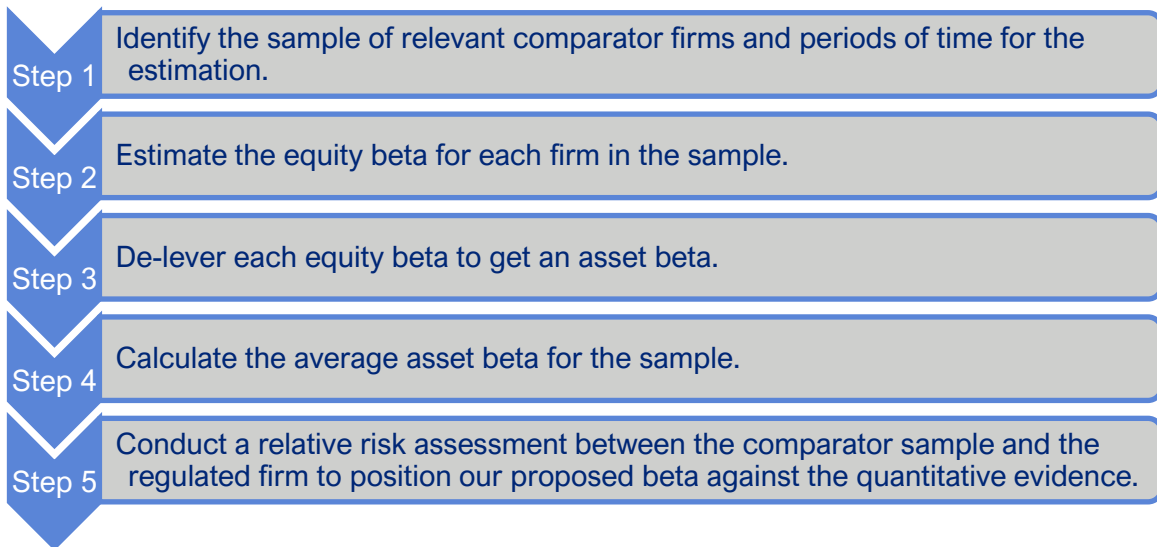 Step 1
Identify the sample of relevant comparator firms and periods of time for the
estimation.
Step 2
Estimate the equity beta for each firm in the sample.
Step 3
De-lever each equity beta to get an asset beta.
Step 4
Calculate the average asset beta for the sample.
Step 5
Conduct a relative risk assessment between the comparator sample and the
regulated firm to position our proposed beta against the quantitative evidence.